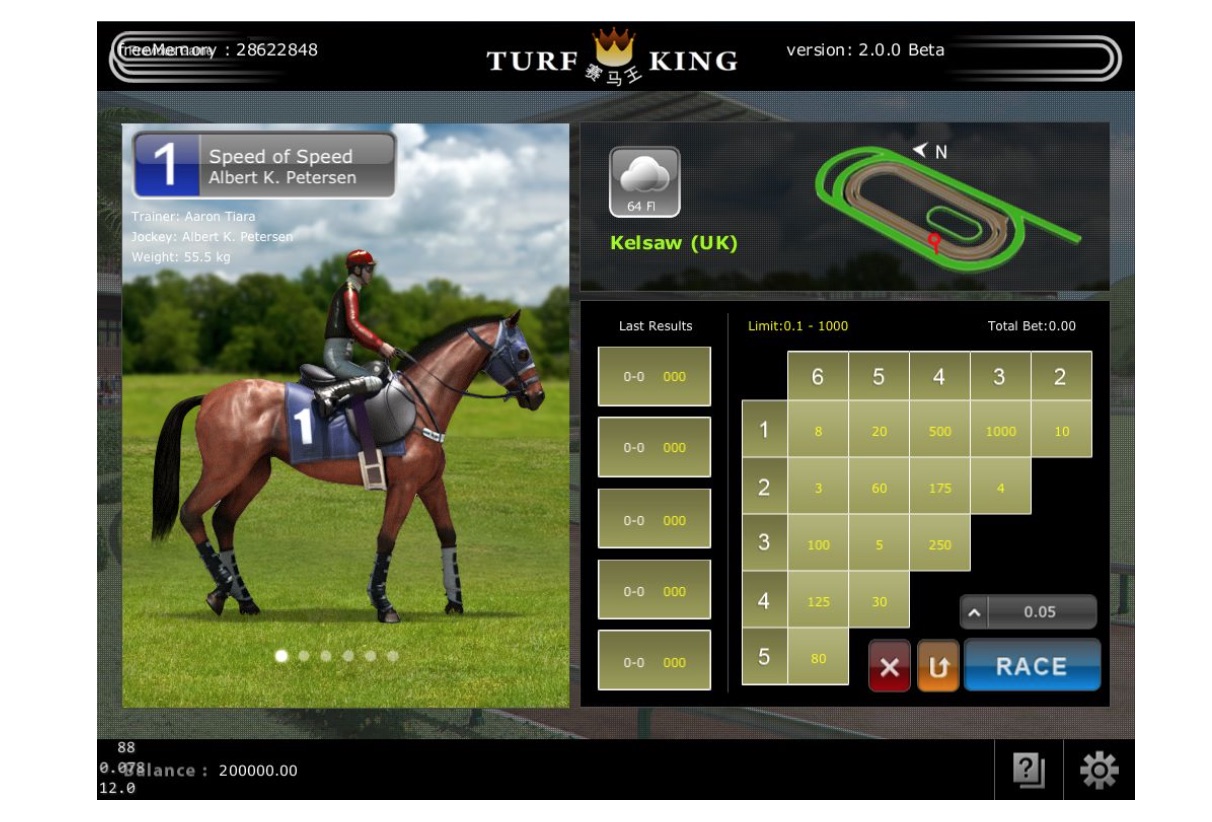 freeMemory : 28622848
TURF KING
赛马王
version: 2.0.0 Beta
1
Speed of Speed
Albert K. Petersen
Trainer: Aaron Tiara
Jockey: Albert K. Petersen
Weight: 55.5 kg
1
64 Fl
Kelsaw (UK)
N
Last Results
0-0 000
0-0 000
0-0 000
0-0 000
0-0 000
Limit:0.1 - 1000
Total Bet:0.00
6 5 4 3 2
1 8 20 500 1000 10
2 3 60 175 4
3 100 5 250
4 125 30
5 80
0.05
RACE
88
0.078
Balance : 200000.00
12.0
?